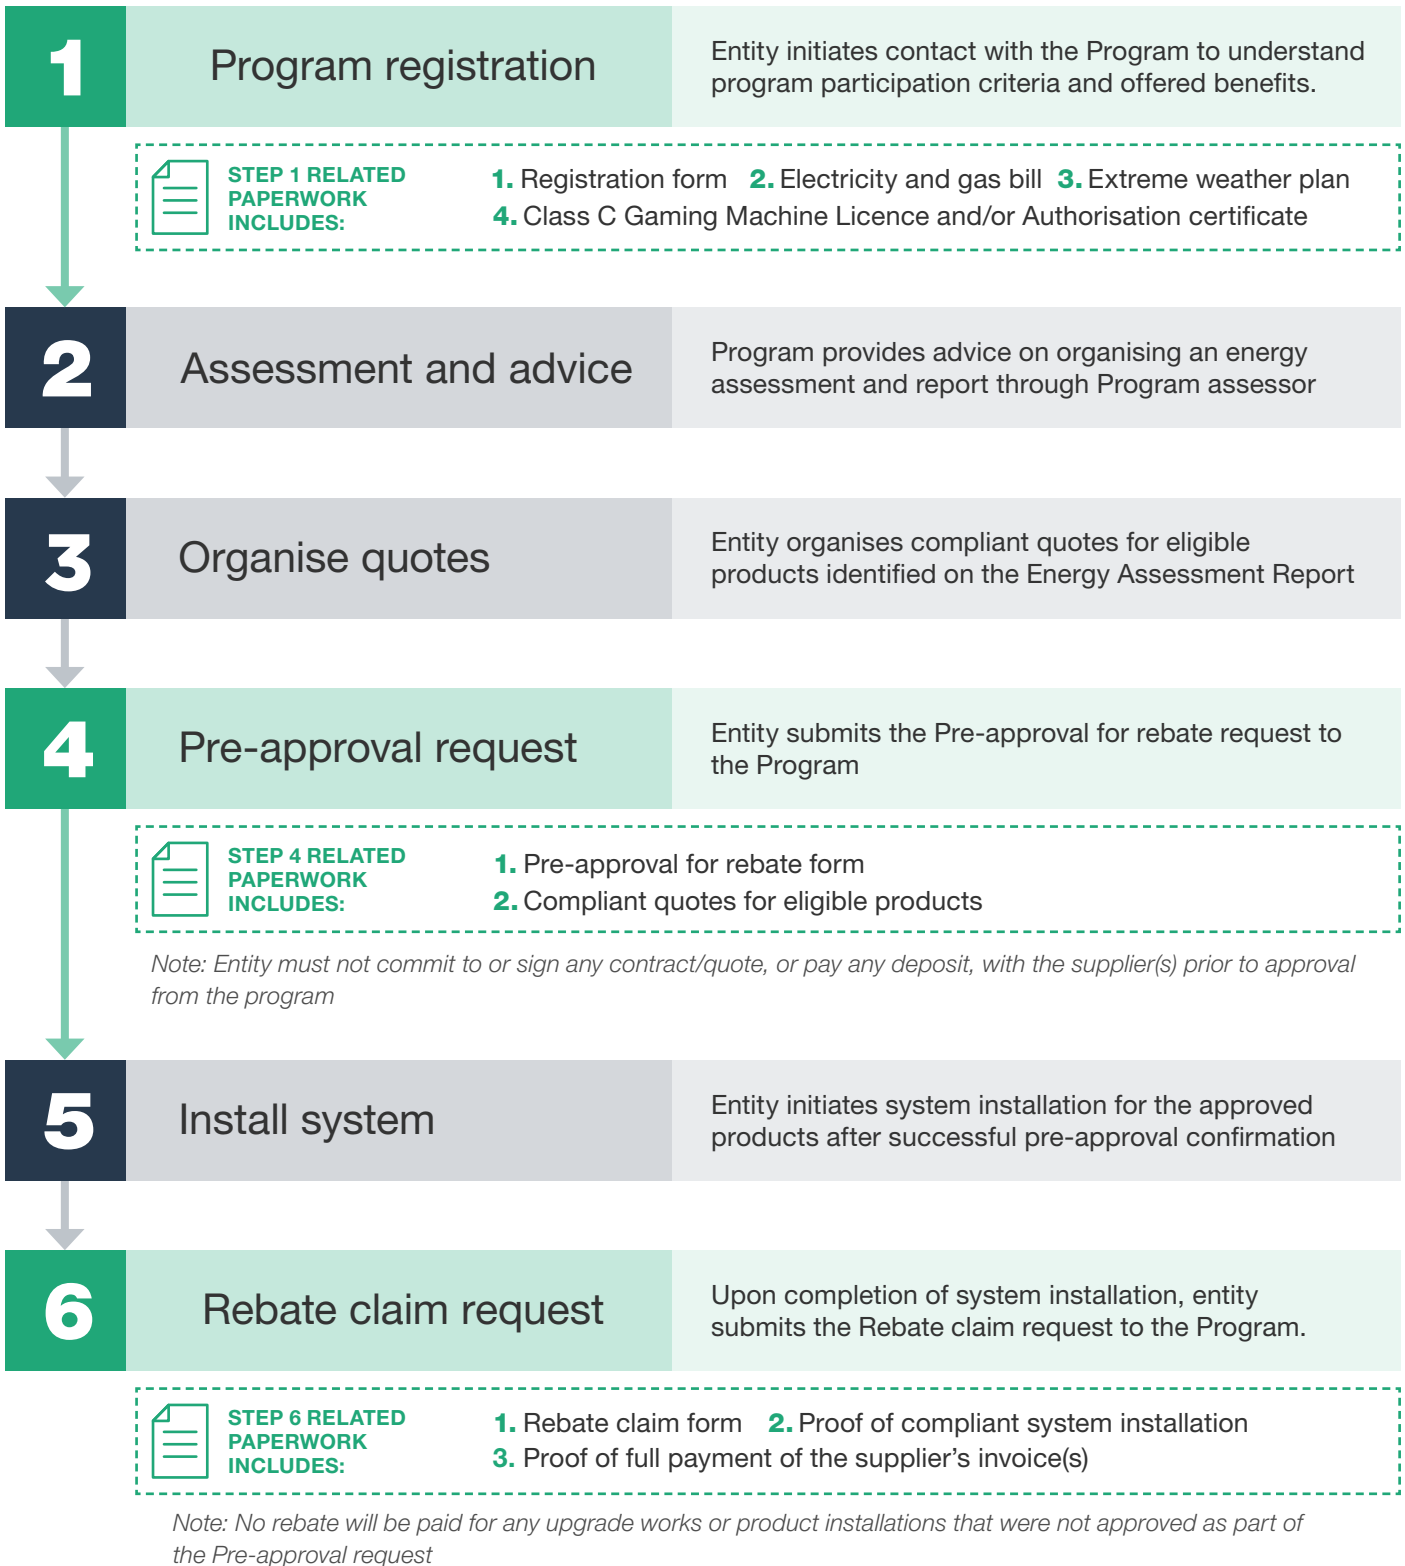 1
Program registration
Entity initiates contact with the Program to understand
program participation criteria and offered benefits.
STEP 1 RELATED
PAPERWORK
INCLUDES:
1. Registration form 2. Electricity and gas bill 3. Extreme weather plan
4. Class C Gaming Machine Licence and/or Authorisation certificate
2
Assessment and advice
Program provides advice on organising an energy
assessment and report through Program assessor
3
Organise quotes
Entity organises compliant quotes for eligible
products identified on the Energy Assessment Report
4
Pre-approval request
Entity submits the Pre-approval for rebate request to
the Program
STEP 4 RELATED
PAPERWORK
INCLUDES:
1. Pre-approval for rebate form
2. Compliant quotes for eligible products
Note: Entity must not commit to or sign any contract/quote, or pay any deposit, with the supplier(s) prior to approval
from the program
5
Install system
Entity initiates system installation for the approved
products after successful pre-approval confirmation
6
Rebate claim request
Upon completion of system installation, entity
submits the Rebate claim request to the Program.
STEP 6 RELATED
PAPERWORK
INCLUDES:
1. Rebate claim form 2. Proof of compliant system installation
3. Proof of full payment of the supplier's invoice(s)
Note: No rebate will be paid for any upgrade works or product installations that were not approved as part of
the Pre-approval request